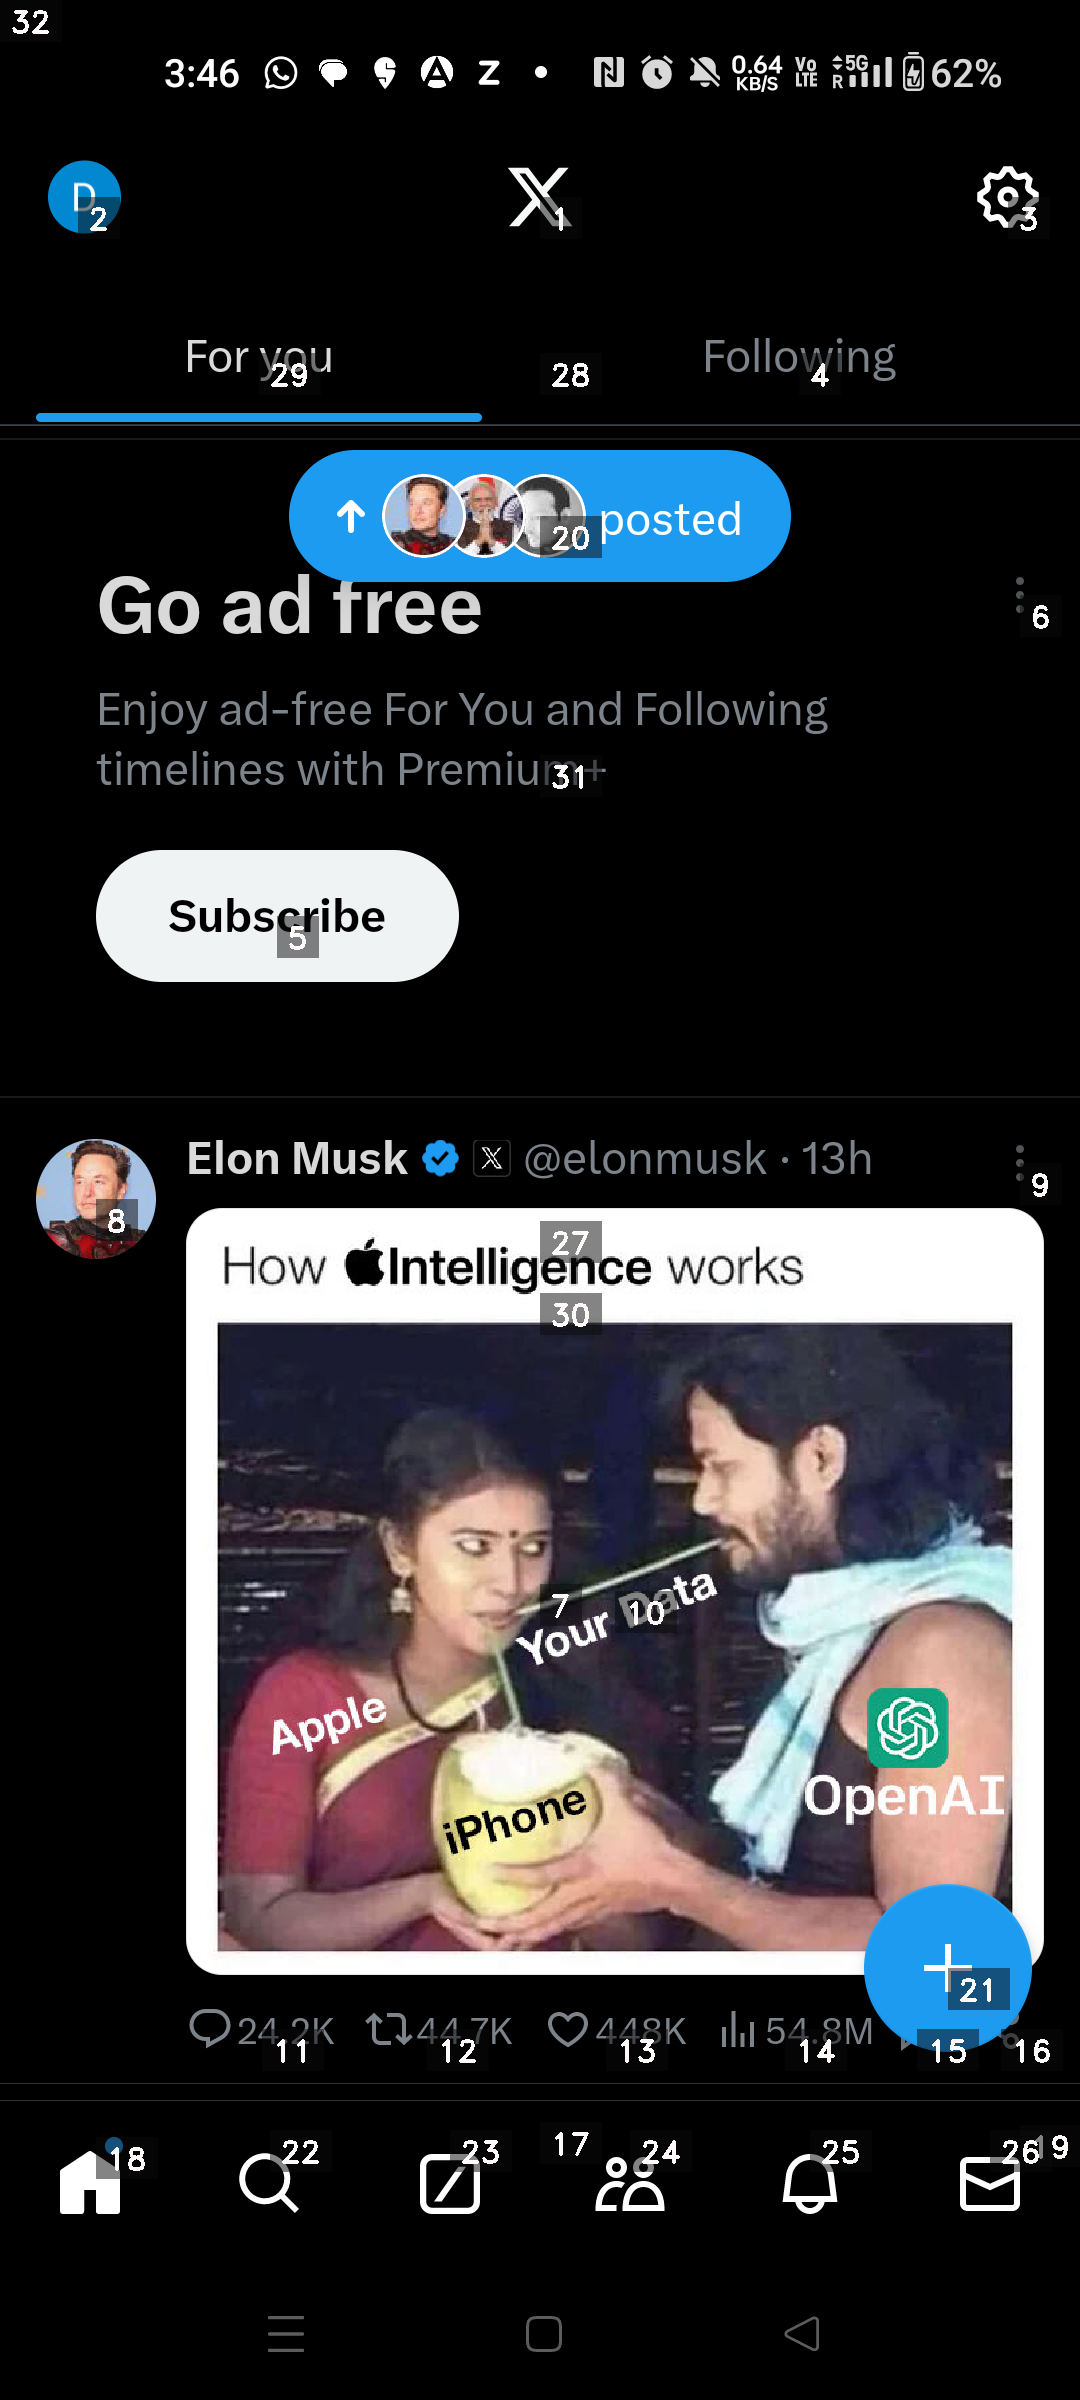 32
3:46 Z 0.64 KB/S Vo LTE 5G R 62%
D 2 X 1 3
For you Following
29 28 4
posted
20
Go ad free
6
Enjoy ad-free For You and Following
timelines with Premium+
31
Subscribe
5
Elon Musk X @elonmusk · 13h
8 9
27
How Intelligence works
30
7 10
Your Data
Apple
iPhone
OpenAI
21
24.2K 44.7K 448K 54.8M
11 12 13 14 15 16
18 22 23 17 24 25 26 19